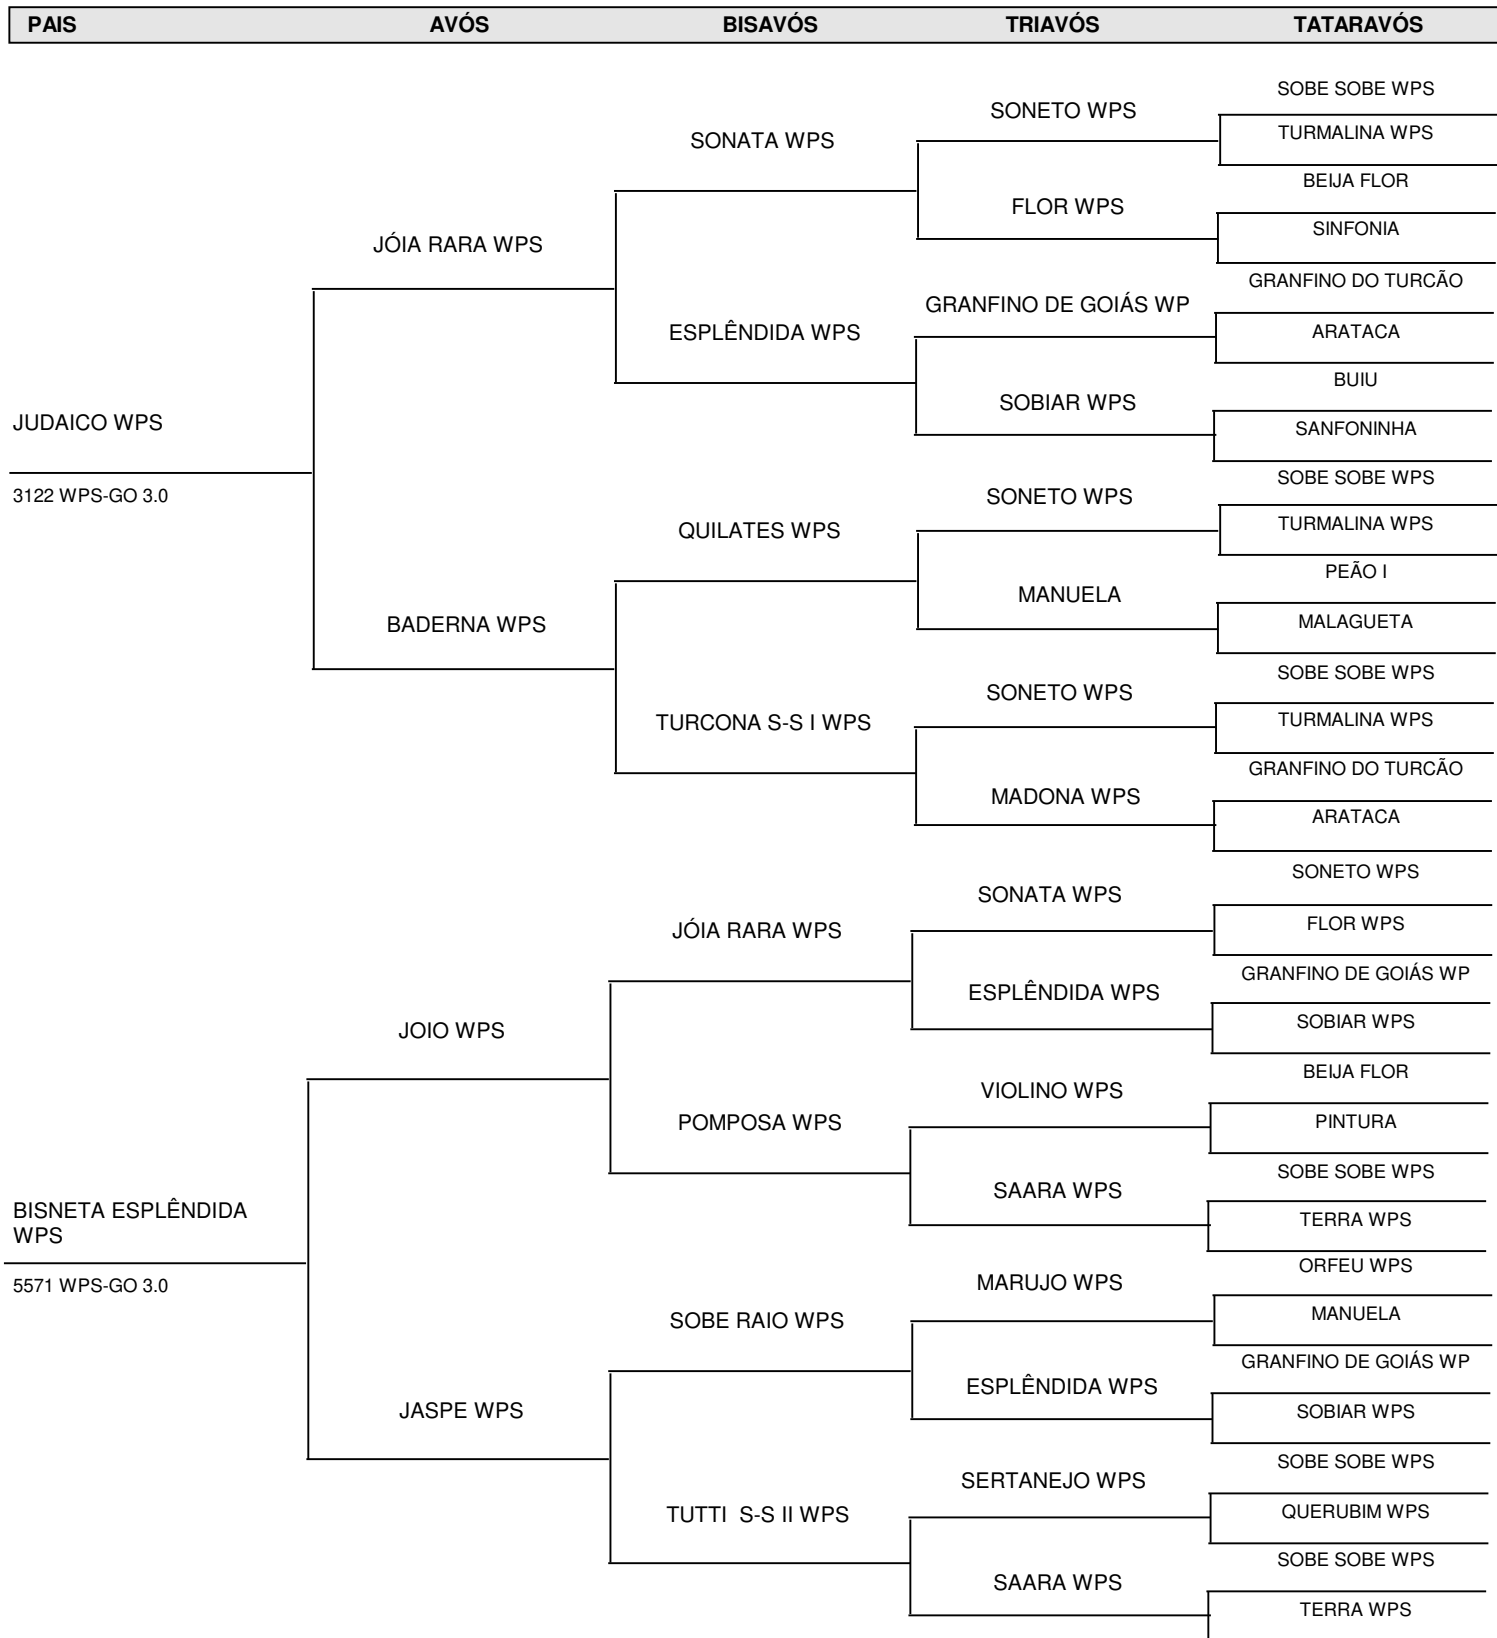 PAIS AVÓS BISAVÓS TRIAVÓS TATARAVÓS
SOBE SOBE WPS
SONETO WPS
TURMALINA WPS
SONATA WPS
BEIJA FLOR
FLOR WPS
SINFONIA
JÓIA RARA WPS
GRANFINO DO TURCÃO
GRANFINO DE GOIÁS WP
ARATACA
ESPLÊNDIDA WPS
BUIU
SOBIAR WPS
SANFONINHA
JUDAICO WPS
3122 WPS-GO 3.0
SOBE SOBE WPS
SONETO WPS
TURMALINA WPS
QUILATES WPS
PEÃO I
MANUELA
MALAGUETA
BADERNA WPS
SOBE SOBE WPS
SONETO WPS
TURMALINA WPS
TURCONA S-S I WPS
GRANFINO DO TURCÃO
MADONA WPS
ARATACA
SONETO WPS
SONATA WPS
FLOR WPS
JÓIA RARA WPS
GRANFINO DE GOIÁS WP
ESPLÊNDIDA WPS
SOBIAR WPS
JOIO WPS
BEIJA FLOR
VIOLINO WPS
PINTURA
POMPOSA WPS
SOBE SOBE WPS
SAARA WPS
TERRA WPS
BISNETA ESPLÊNDIDA
WPS
5571 WPS-GO 3.0
ORFEU WPS
MARUJO WPS
MANUELA
SOBE RAIO WPS
GRANFINO DE GOIÁS WP
ESPLÊNDIDA WPS
SOBIAR WPS
JASPE WPS
SOBE SOBE WPS
SERTANEJO WPS
QUERUBIM WPS
TUTTI S-S II WPS
SOBE SOBE WPS
SAARA WPS
TERRA WPS